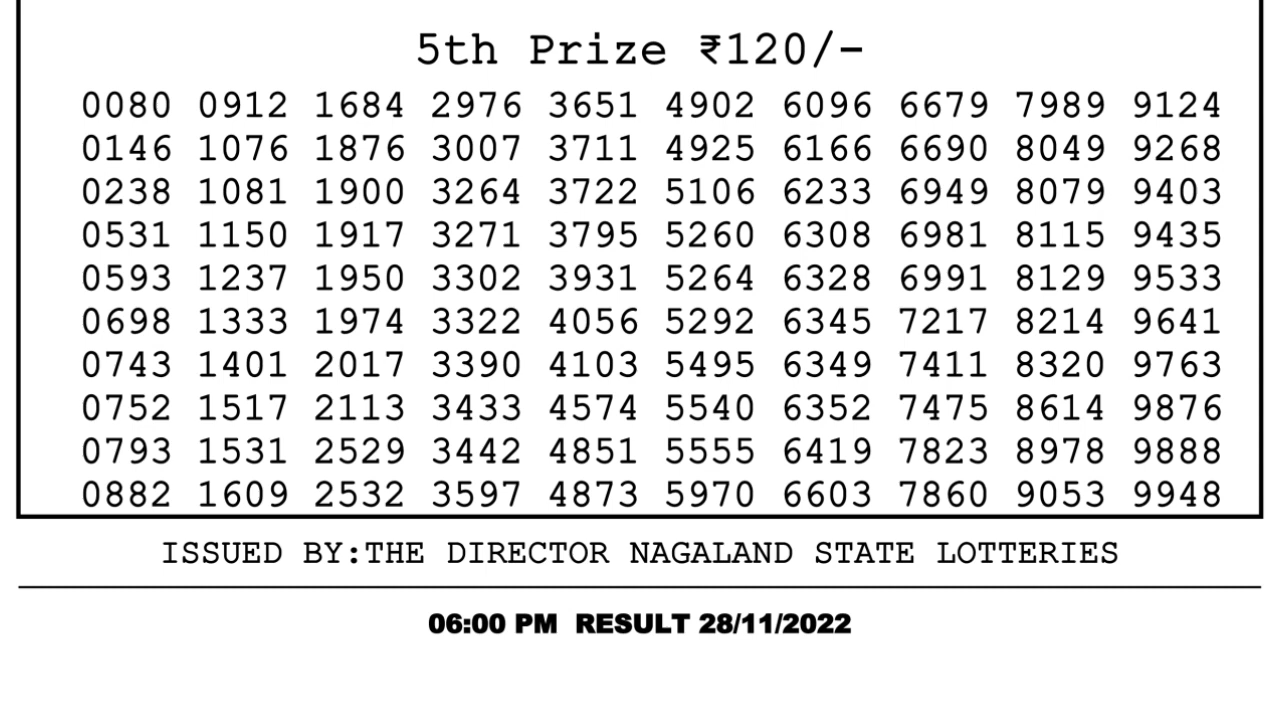 5th Prize ₹120/-
0080 0912 1684 2976 3651 4902 6096 6679 7989 9124
0146 1076 1876 3007 3711 4925 6166 6690 8049 9268
0238 1081 1900 3264 3722 5106 6233 6949 8079 9403
0531 1150 1917 3271 3795 5260 6308 6981 8115 9435
0593 1237 1950 3302 3931 5264 6328 6991 8129 9533
0698 1333 1974 3322 4056 5292 6345 7217 8214 9641
0743 1401 2017 3390 4103 5495 6349 7411 8320 9763
0752 1517 2113 3433 4574 5540 6352 7475 8614 9876
0793 1531 2529 3442 4851 5555 6419 7823 8978 9888
0882 1609 2532 3597 4873 5970 6603 7860 9053 9948
ISSUED BY:THE DIRECTOR NAGALAND STATE LOTTERIES
06:00 PM RESULT 28/11/2022